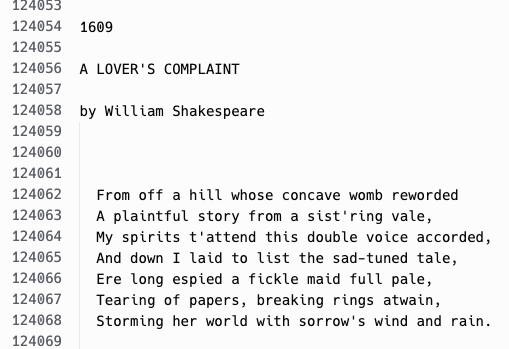 124053
124054 1609
124055
124056 A LOVER'S COMPLAINT
124057
124058 by William Shakespeare
124059
124060
124061
124062 From off a hill whose concave womb reworded
124063 A plaintful story from a sist'ring vale,
124064 My spirits t'attend this double voice accorded,
124065 And down I laid to list the sad-tuned tale,
124066 Ere long espied a fickle maid full pale,
124067 Tearing of papers, breaking rings atwain,
124068 Storming her world with sorrow's wind and rain.
124069